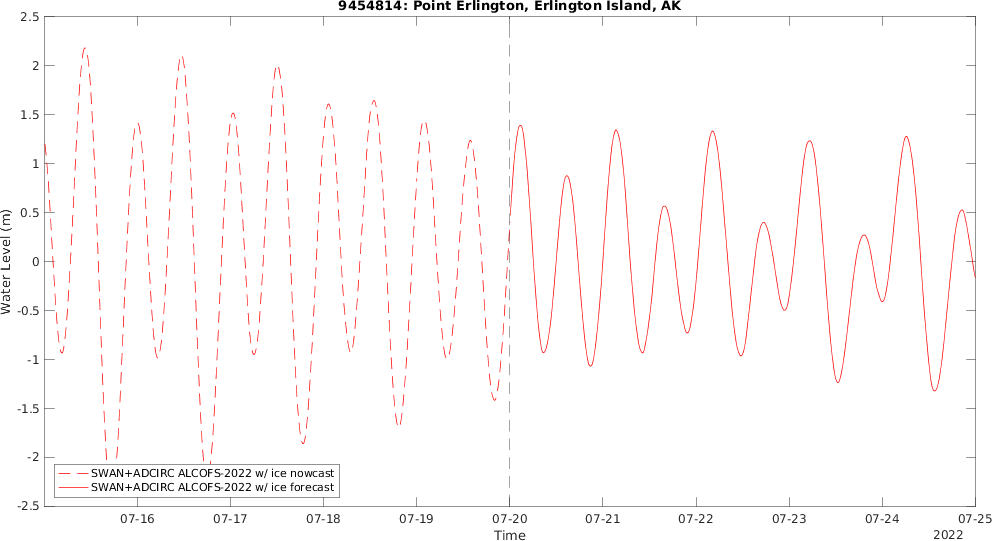 9454814: Point Erlington, Erlington Island, AK
2.5
2
1.5
1
0.5
0
-0.5
-1
-1.5
-2
-2.5
Water Level (m)
SWAN+ADCIRC ALCOFS-2022 w/ ice nowcast
SWAN+ADCIRC ALCOFS-2022 w/ ice forecast
07-16 07-17 07-18 07-19 07-20 07-21 07-22 07-23 07-24 07-25
Time
2022